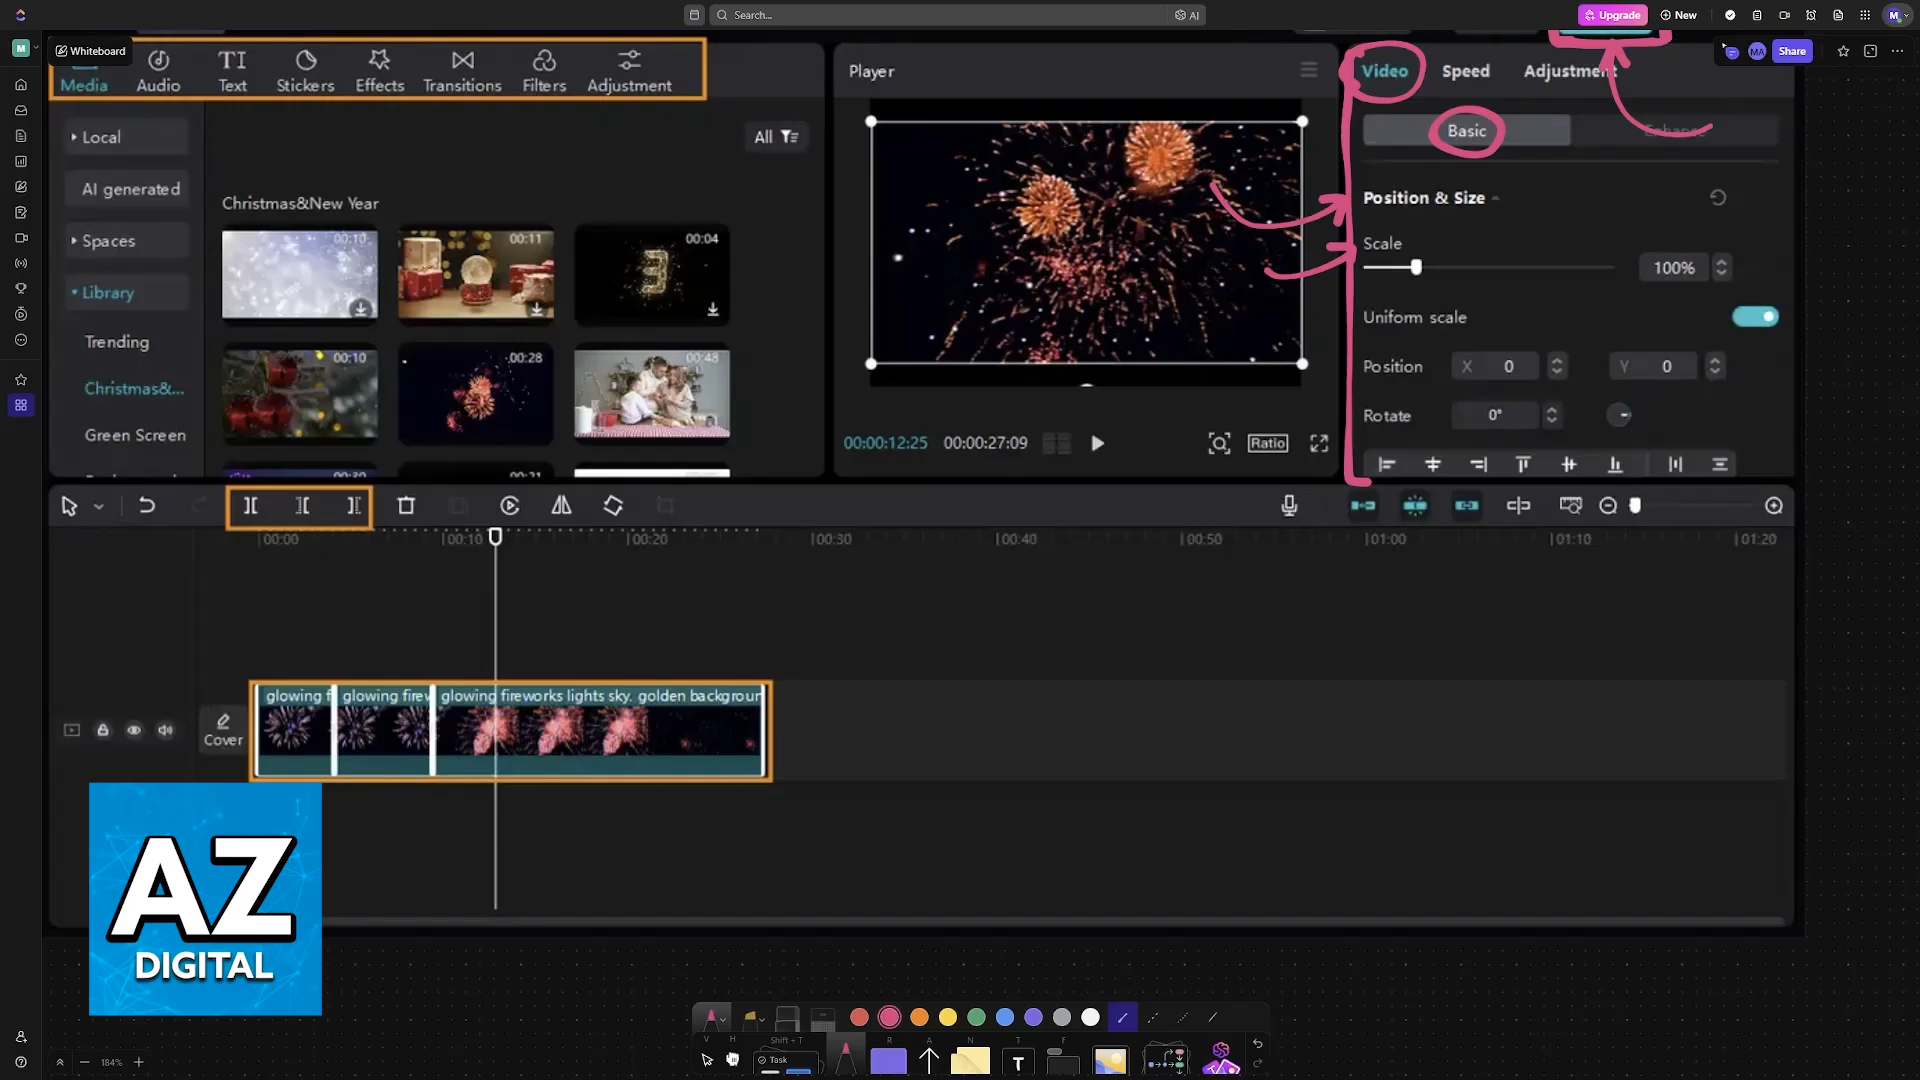 Search...
AI
Upgrade
New
M
M
Whiteboard
MA
Share
Media
Audio
Text
Stickers
Effects
Transitions
Filters
Adjustment
Player
Video
Speed
Adjustment
Local
AI generated
Spaces
Library
Trending
Christmas&...
Green Screen
All
Christmas&New Year
00:10
00:11
00:04
00:10
00:28
00:48
Basic
Enhance
Position & Size
Scale
100%
Uniform scale
Position
X 0
Y 0
Rotate
0°
00:00:12:25
00:00:27:09
Ratio
00:00
00:10
00:20
00:30
00:40
00:50
01:00
01:10
01:20
glowing f
glowing firew
glowing fireworks lights sky. golden backgroun
Cover
AZ
DIGITAL
184%
V
H
Shift + T
R
A
N
T
F
Task
T